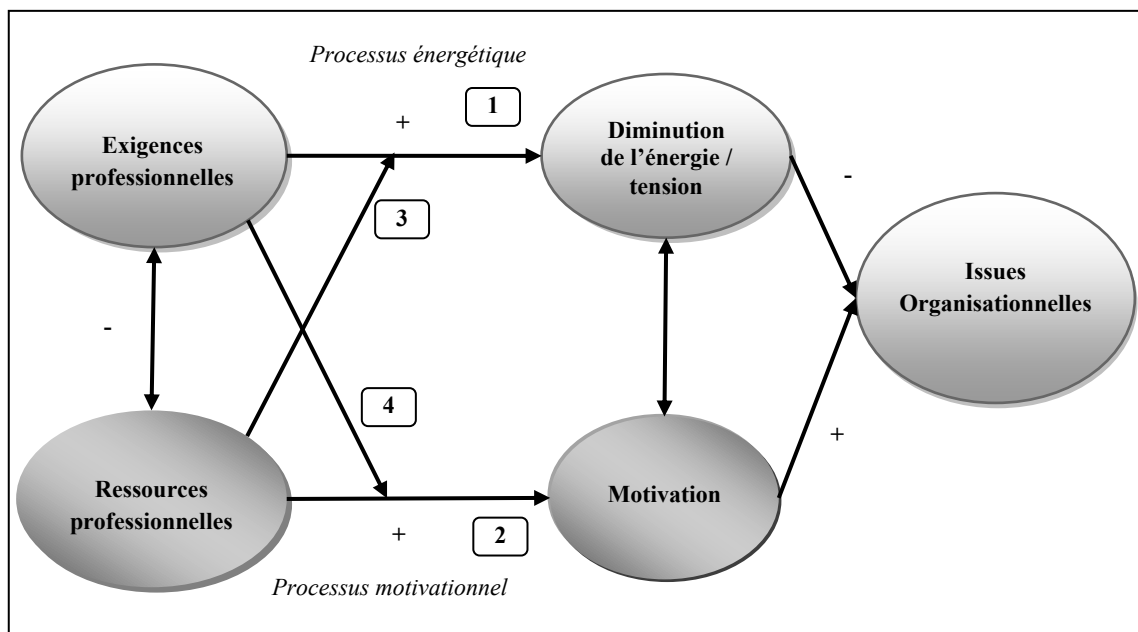 Processus énergétique
1
+
Exigences
professionnelles
Diminution
de l'énergie /
tension
-
3
Issues
Organisationnelles
-
4
+
Ressources
professionnelles
Motivation
+
2
Processus motivationnel